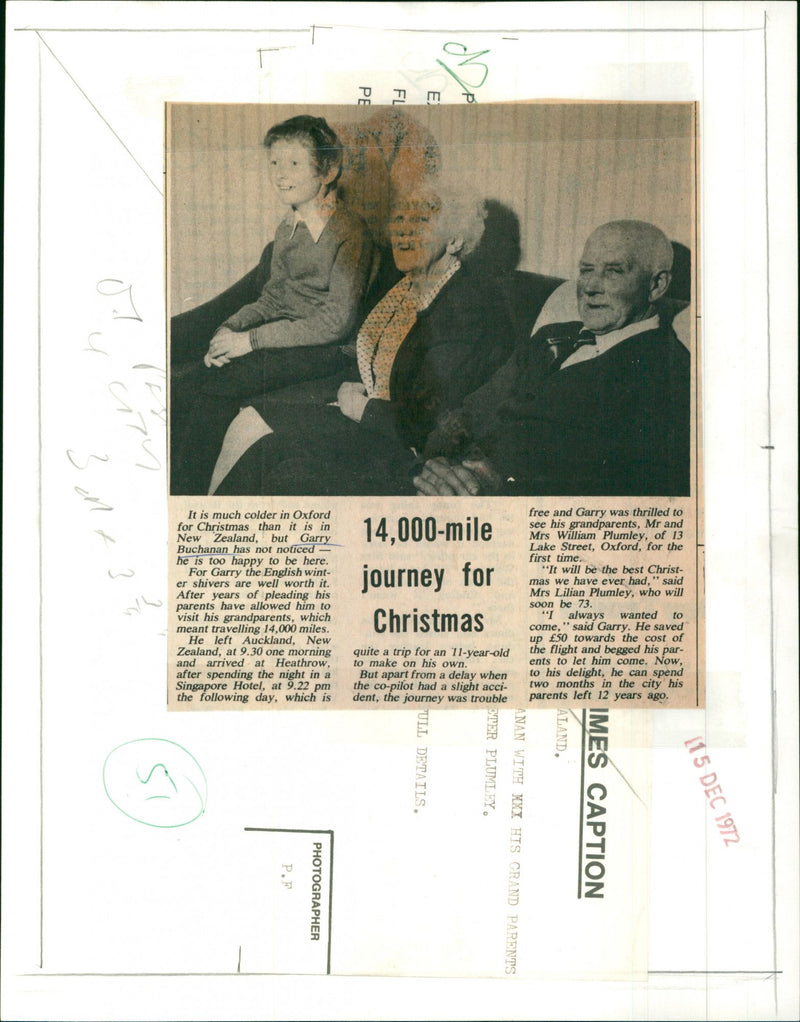 It is much colder in Oxford
for Christmas than it is in
New Zealand, but Garry
Buchanan has not noticed —
he is too happy to be here.
For Garry the English wint-
er shivers are well worth it.
After years of pleading his
parents have allowed him to
visit his grandparents, which
meant travelling 14,000 miles.
He left Auckland, New
Zealand, at 9.30 one morning
and arrived at Heathrow,
after spending the night in a
Singapore Hotel, at 9.22 pm
the following day, which is
14,000-mile
journey for
Christmas
quite a trip for an 11-year-old
to make on his own.
But apart from a delay when
the co-pilot had a slight acci-
dent, the journey was trouble
free and Garry was thrilled to
see his grandparents, Mr and
Mrs William Plumley, of 13
Lake Street, Oxford, for the
first time.
"It will be the best Christ-
mas we have ever had," said
Mrs Lilian Plumley, who will
soon be 73.
"I always wanted to
come," said Garry. He saved
up £50 towards the cost of
the flight and begged his par-
ents to let him come. Now,
to his delight, he can spend
two months in the city his
parents left 12 years ago.
IMES CAPTION
ALAND.
ANAN WITH XXX HIS GRAND PARENTS
ETER PLUMLEY.
ULL DETAILS.
15 DEC 1972
51
PHOTOGRAPHER
P.F